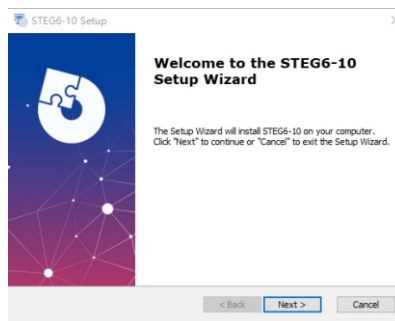 STEG6-10 Setup
Welcome to the STEG6-10
Setup Wizard
The Setup Wizard will install STEG6-10 on your computer.
Click "Next" to continue or "Cancel" to exit the Setup Wizard.
< Back
Next >
Cancel